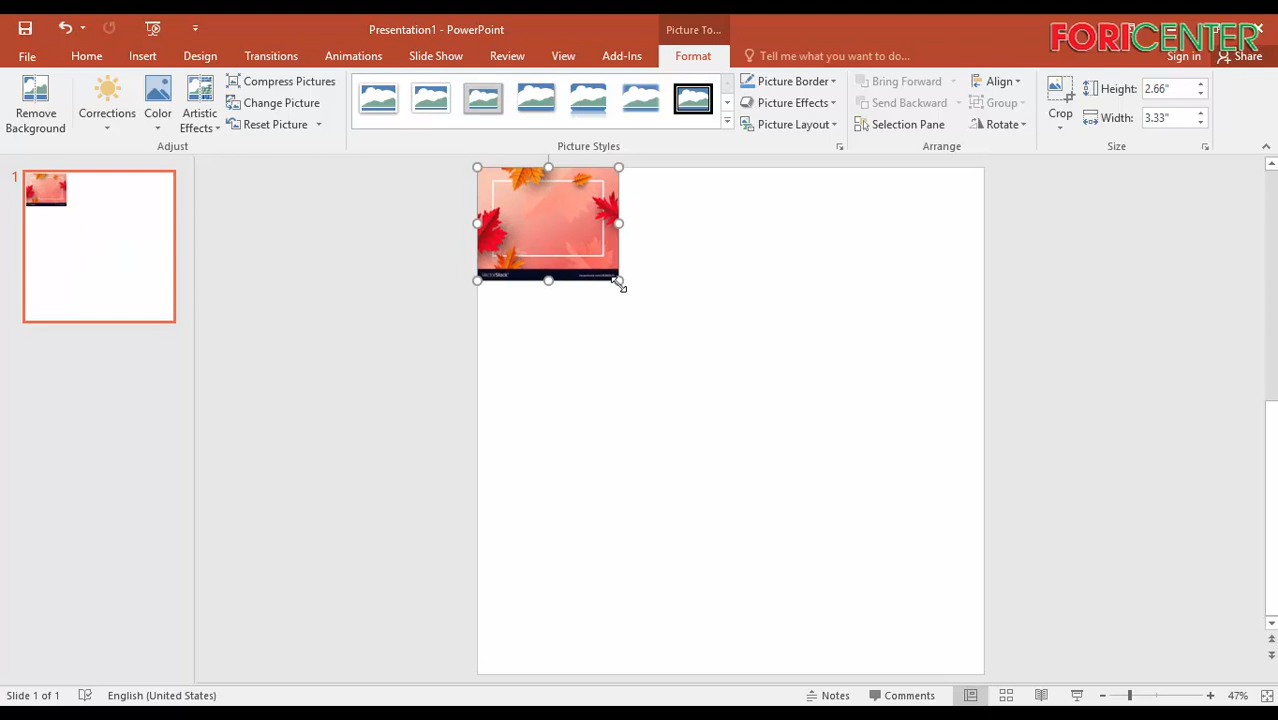 Presentation1 - PowerPoint
Picture To...
FORICENTER
File
Home
Insert
Design
Transitions
Animations
Slide Show
Review
View
Add-Ins
Format
Tell me what you want to do...
Sign in
Share
Remove
Background
Corrections
Color
Artistic
Effects
Compress Pictures
Change Picture
Reset Picture
Adjust
Picture Styles
Picture Border
Picture Effects
Picture Layout
Bring Forward
Send Backward
Selection Pane
Align
Group
Rotate
Arrange
Crop
Height: 2.66"
Width: 3.33"
Size
1
VectorStock
Slide 1 of 1
English (United States)
Notes
Comments
47%